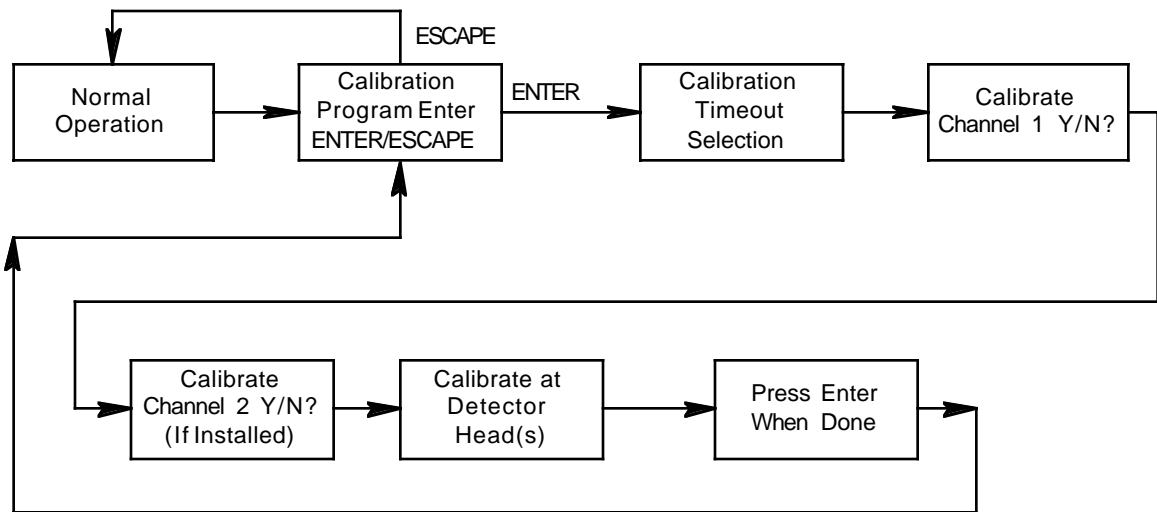 ESCAPE
Normal
Operation
Calibration
Program Enter
ENTER/ESCAPE
ENTER
Calibration
Timeout
Selection
Calibrate
Channel 1 Y/N?
Calibrate
Channel 2 Y/N?
(If Installed)
Calibrate at
Detector
Head(s)
Press Enter
When Done